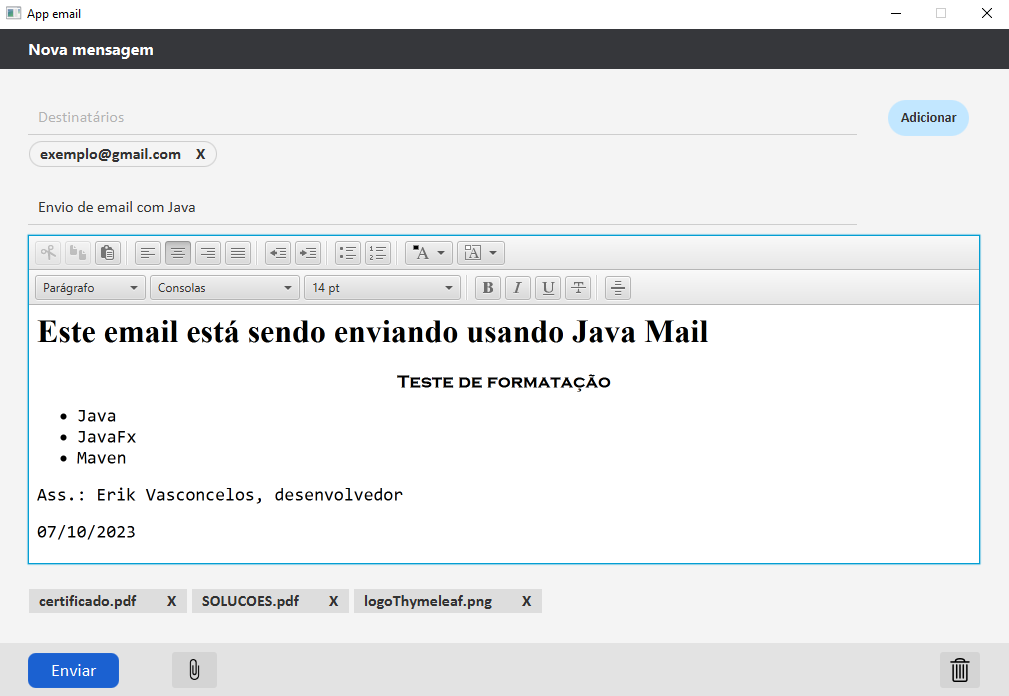 App email
Nova mensagem
Destinatários
Adicionar
exemplo@gmail.com X
Envio de email com Java
A A
Parágrafo Consolas 14 pt B I U T
Este email está sendo enviando usando Java Mail
Teste de formatação
• Java
• JavaFx
• Maven
Ass.: Erik Vasconcelos, desenvolvedor
07/10/2023
certificado.pdf X SOLUCOES.pdf X logoThymeleaf.png X
Enviar